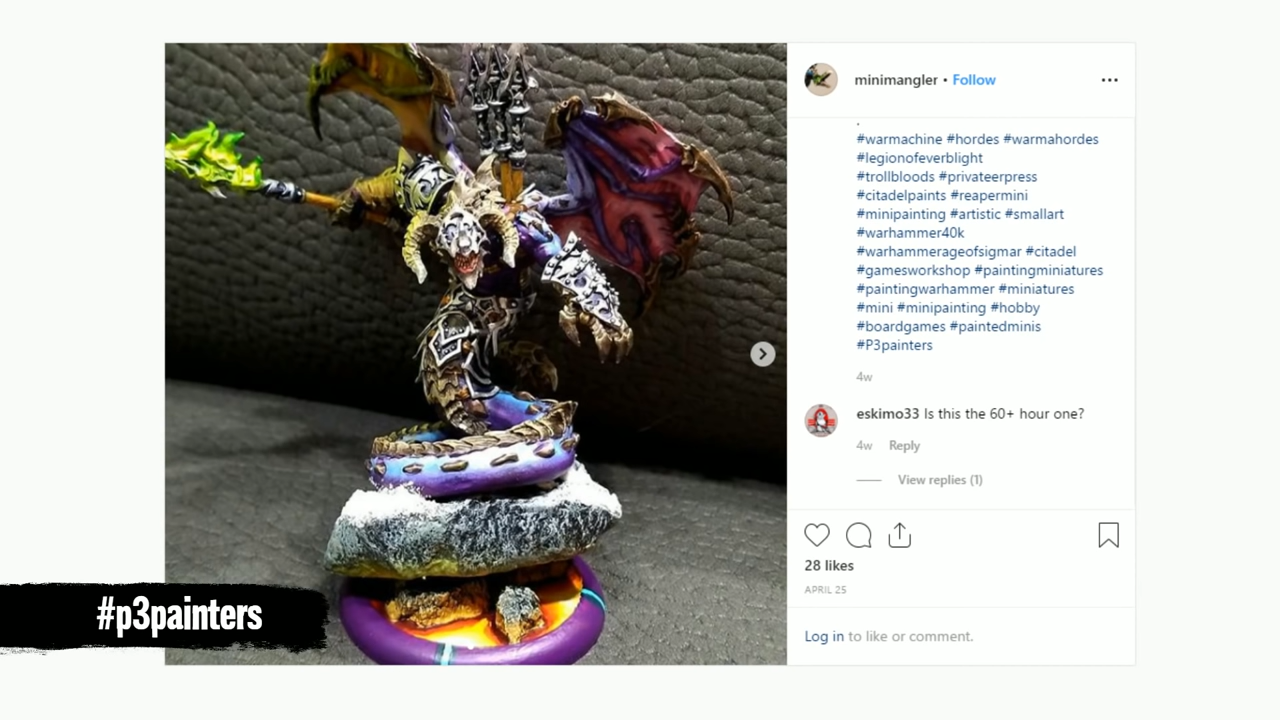 minimangler • Follow
.
#warmachine #hordes #warmahordes
#legionofeverblight
#trollbloods #privateerpress
#citadelpaints #reapermini
#minipainting #artistic #smallart
#warhammer40k
#warhammerageofsigmar #citadel
#gamesworkshop #paintingminiatures
#paintingwarhammer #miniatures
#mini #minipainting #hobby
#boardgames #paintedminis
#P3painters
4w
eskimo33 Is this the 60+ hour one?
4w Reply
View replies (1)
28 likes
APRIL 25
Log in to like or comment.
#p3painters